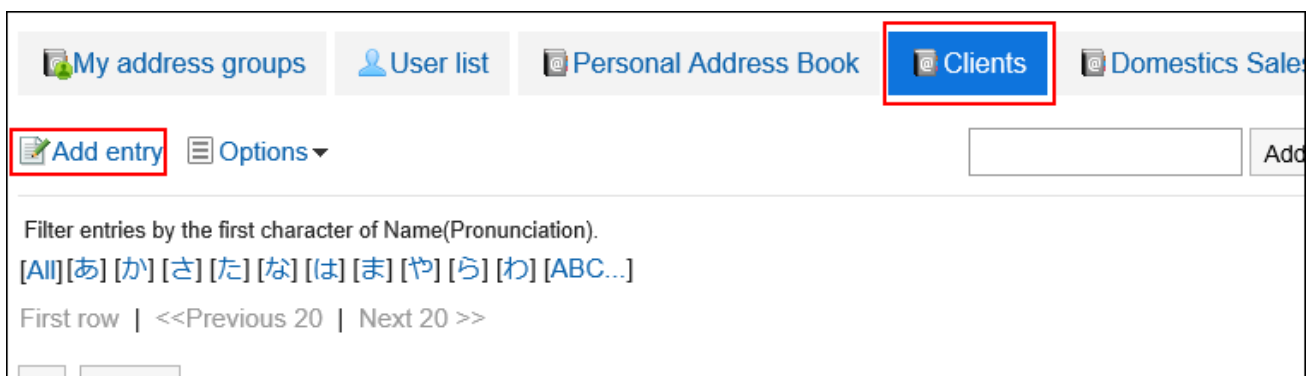 My address groups User list Personal Address Book Clients Domestics Sales
Add entry Options Add
Filter entries by the first character of Name(Pronunciation).
[All] [あ] [か] [さ] [た] [な] [は] [ま] [や] [ら] [わ] [ABC...]
First row | <<Previous 20 | Next 20 >>